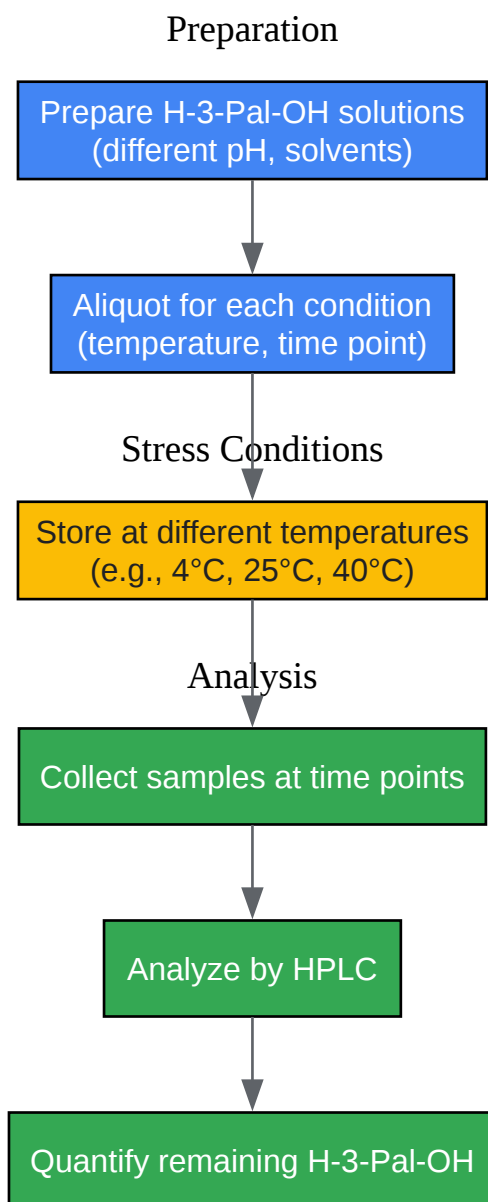 Preparation
Prepare H-3-Pal-OH solutions
(different pH, solvents)
Aliquot for each condition
(temperature, time point)
Stress Conditions
Store at different temperatures
(e.g., 4°C, 25°C, 40°C)
Analysis
Collect samples at time points
Analyze by HPLC
Quantify remaining H-3-Pal-OH